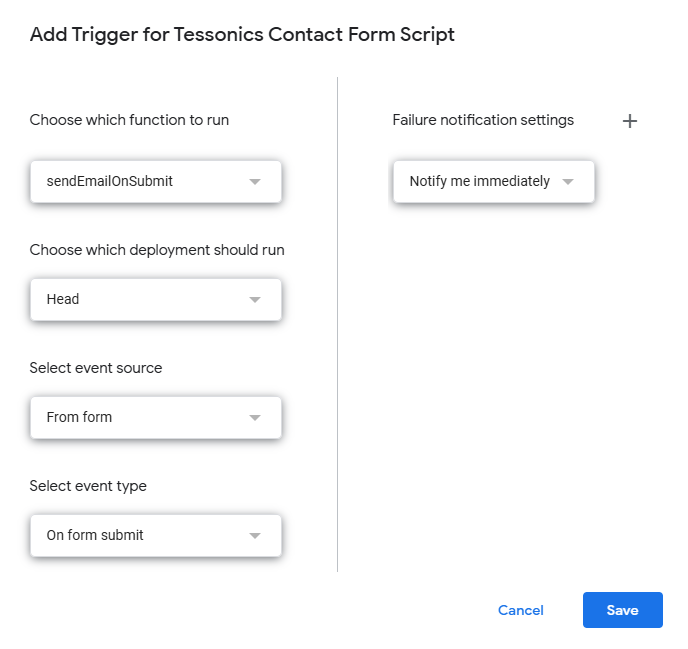 Add Trigger for Tessonics Contact Form Script
Choose which function to run
sendEmailOnSubmit
Choose which deployment should run
Head
Select event source
From form
Select event type
On form submit
Failure notification settings
Notify me immediately
Cancel
Save